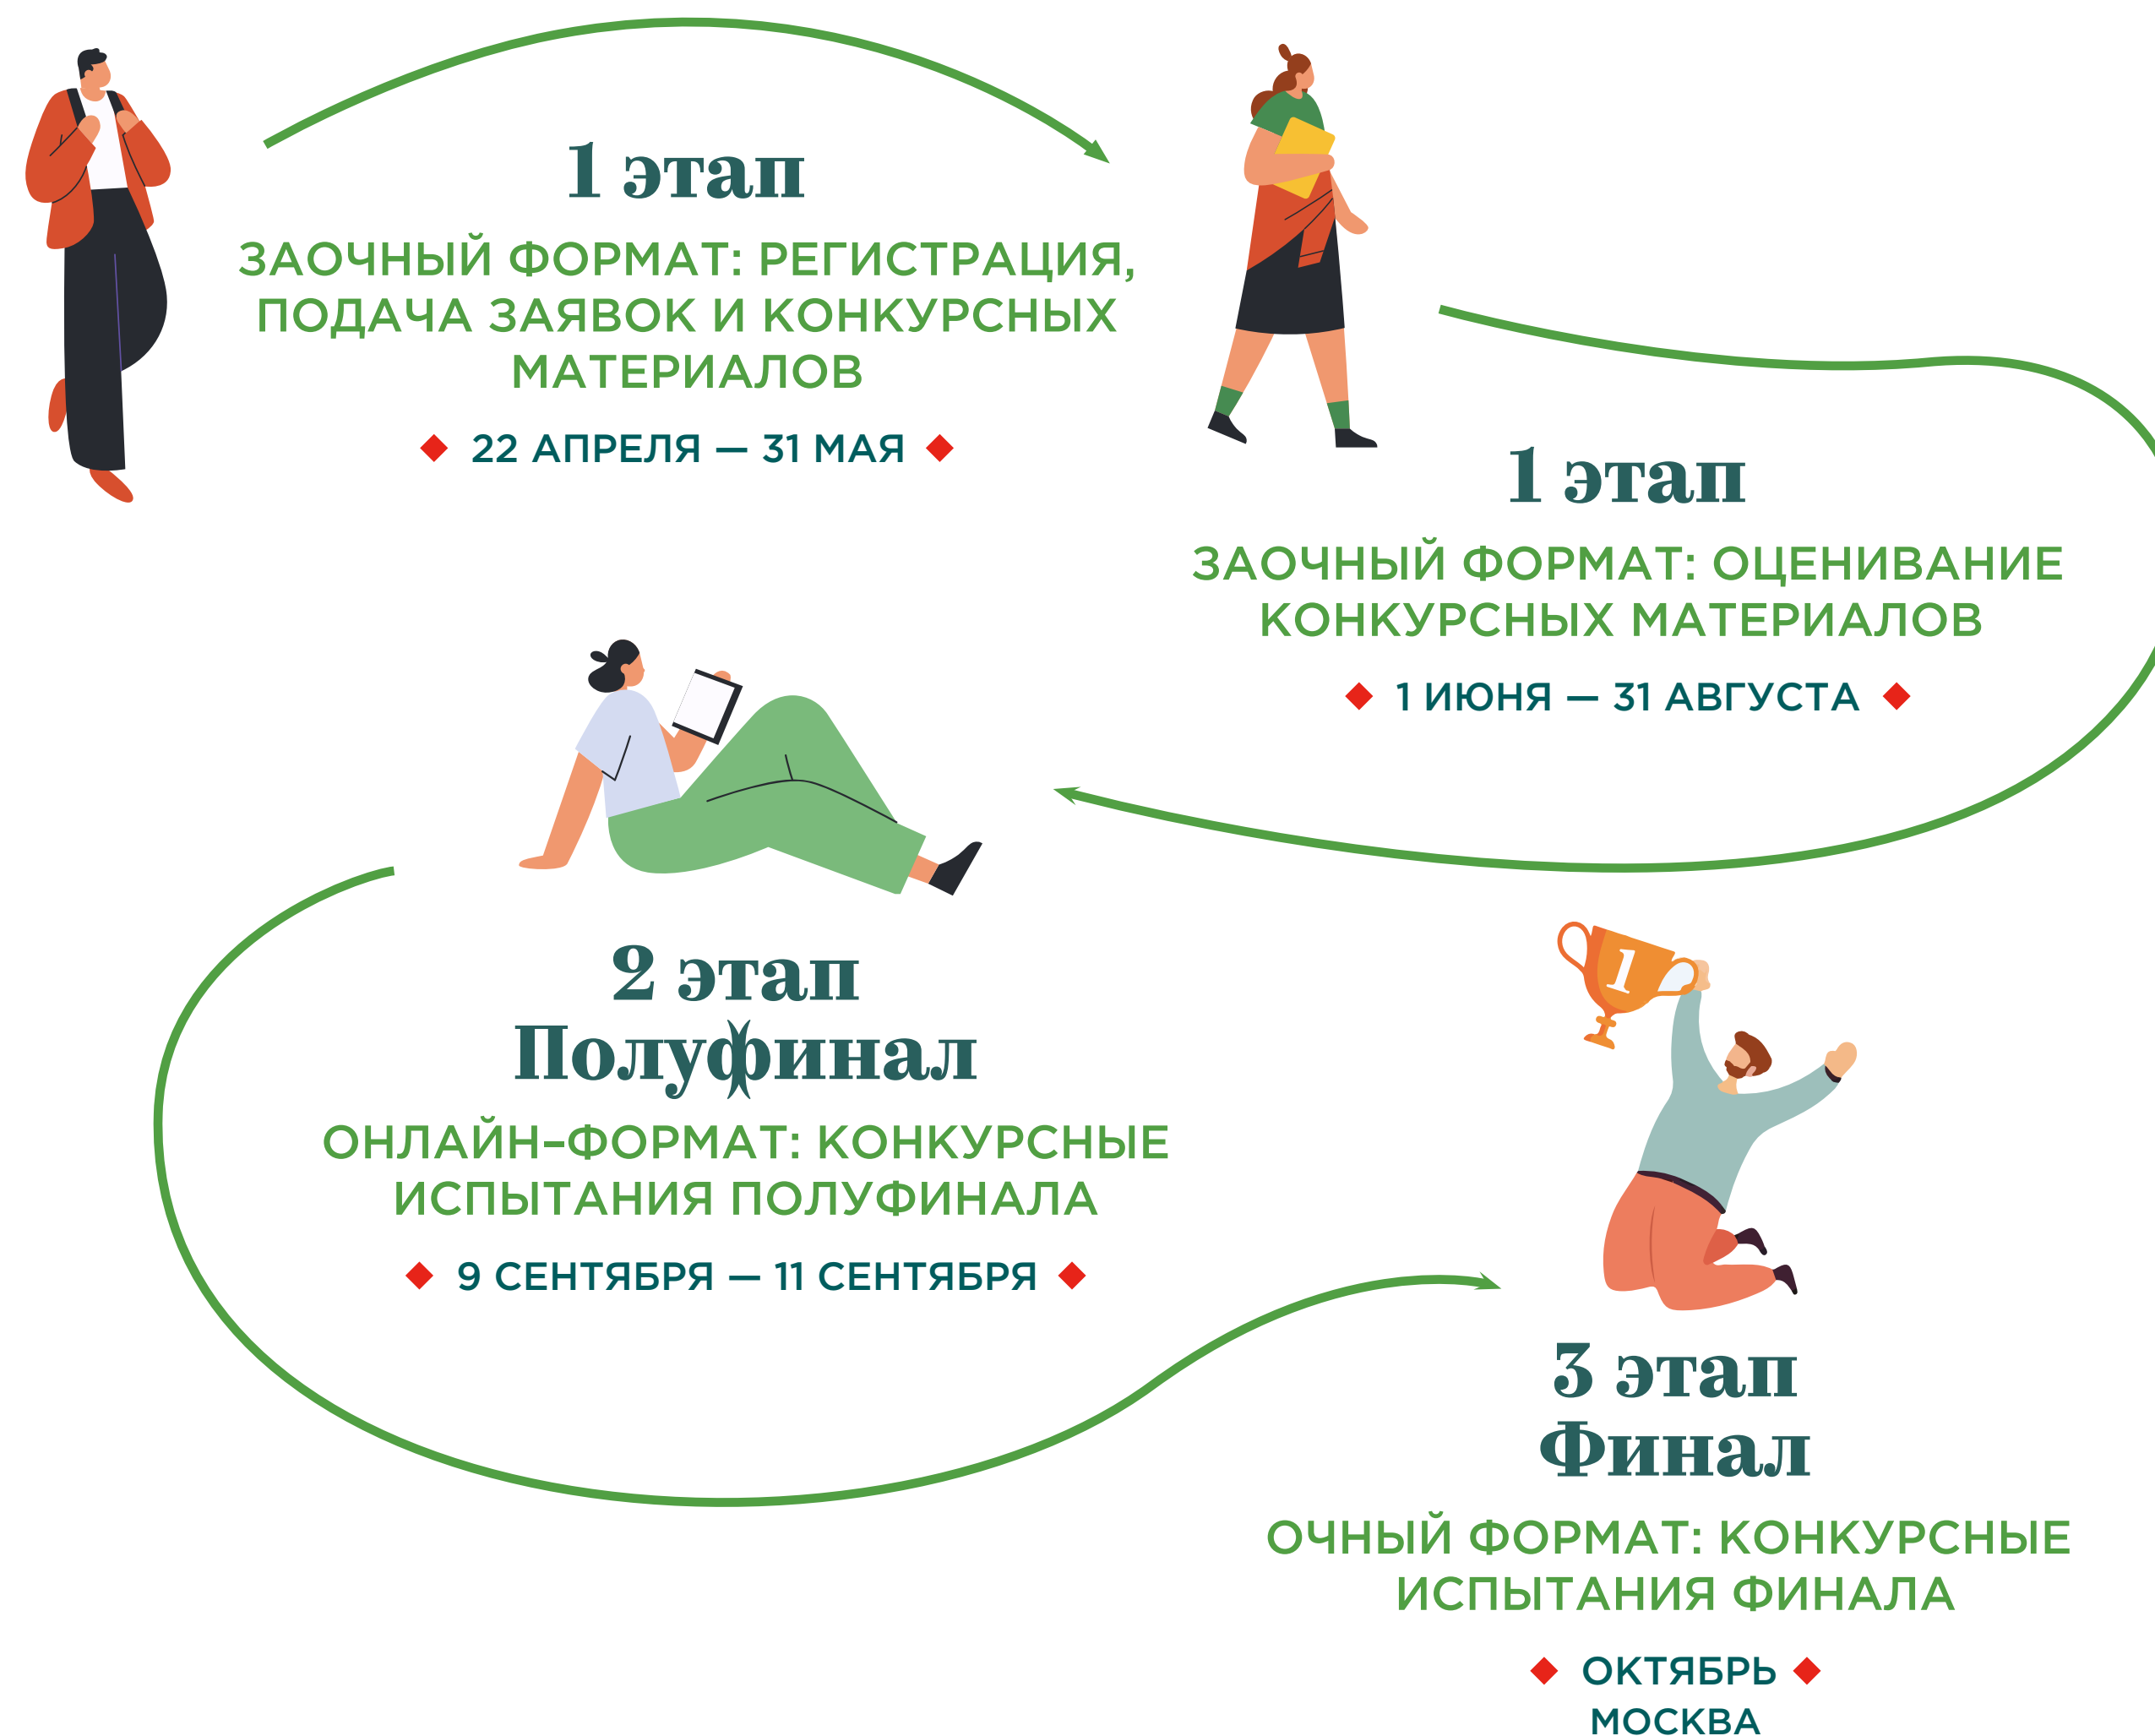 1 этап
ЗАОЧНЫЙ ФОРМАТ: РЕГИСТРАЦИЯ,
ПОДАЧА ЗАЯВОК И КОНКУРСНЫХ
МАТЕРИАЛОВ
22 АПРЕЛЯ — 31 МАЯ
1 этап
ЗАОЧНЫЙ ФОРМАТ: ОЦЕНИВАНИЕ
КОНКУРСНЫХ МАТЕРИАЛОВ
1 ИЮНЯ — 31 АВГУСТА
2 этап
Полуфинал
ОНЛАЙН-ФОРМАТ: КОНКУРСНЫЕ
ИСПЫТАНИЯ ПОЛУФИНАЛА
9 СЕНТЯБРЯ — 11 СЕНТЯБРЯ
1
3 этап
Финал
ОЧНЫЙ ФОРМАТ: КОНКУРСНЫЕ
ИСПЫТАНИЯ ФИНАЛА
ОКТЯБРЬ
МОСКВА